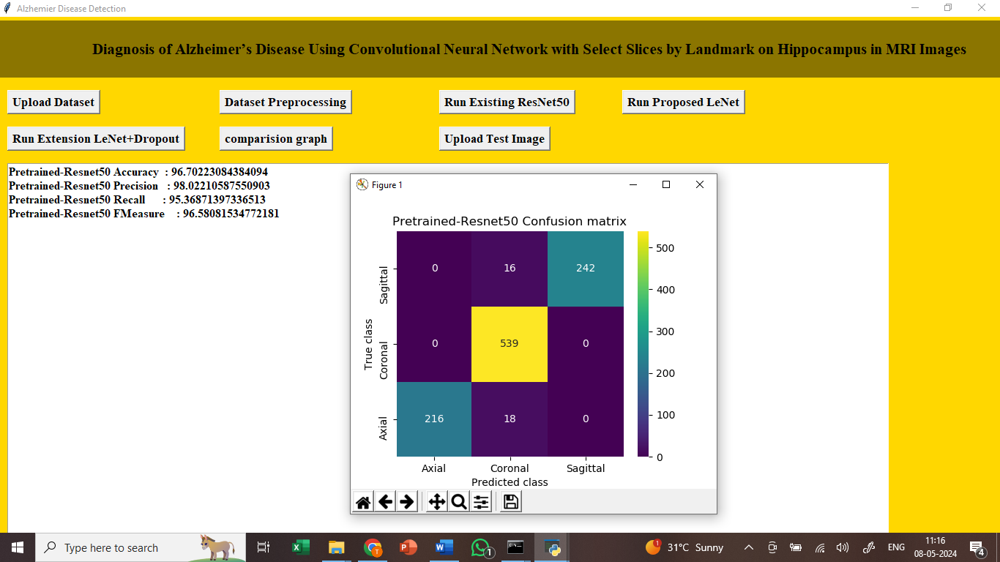 Alzhemier Disease Detection
Diagnosis of Alzheimer’s Disease Using Convolutional Neural Network with Select Slices by Landmark on Hippocampus in MRI Images
Upload Dataset
Dataset Preprocessing
Run Existing ResNet50
Run Proposed LeNet
Run Extension LeNet+Dropout
comparision graph
Upload Test Image
Pretrained-Resnet50 Accuracy : 96.70223084384094
Pretrained-Resnet50 Precision : 98.02210587550903
Pretrained-Resnet50 Recall : 95.36871397336513
Pretrained-Resnet50 FMeasure : 96.58081534772181
Figure 1
Pretrained-Resnet50 Confusion matrix
True class
Sagittal
0 16 242
Coronal
0 539 0
Axial
216 18 0
Axial Coronal Sagittal
Predicted class
500
400
300
200
100
0
Type here to search
1
1
31°C Sunny
ENG
11:16
08-05-2024
4